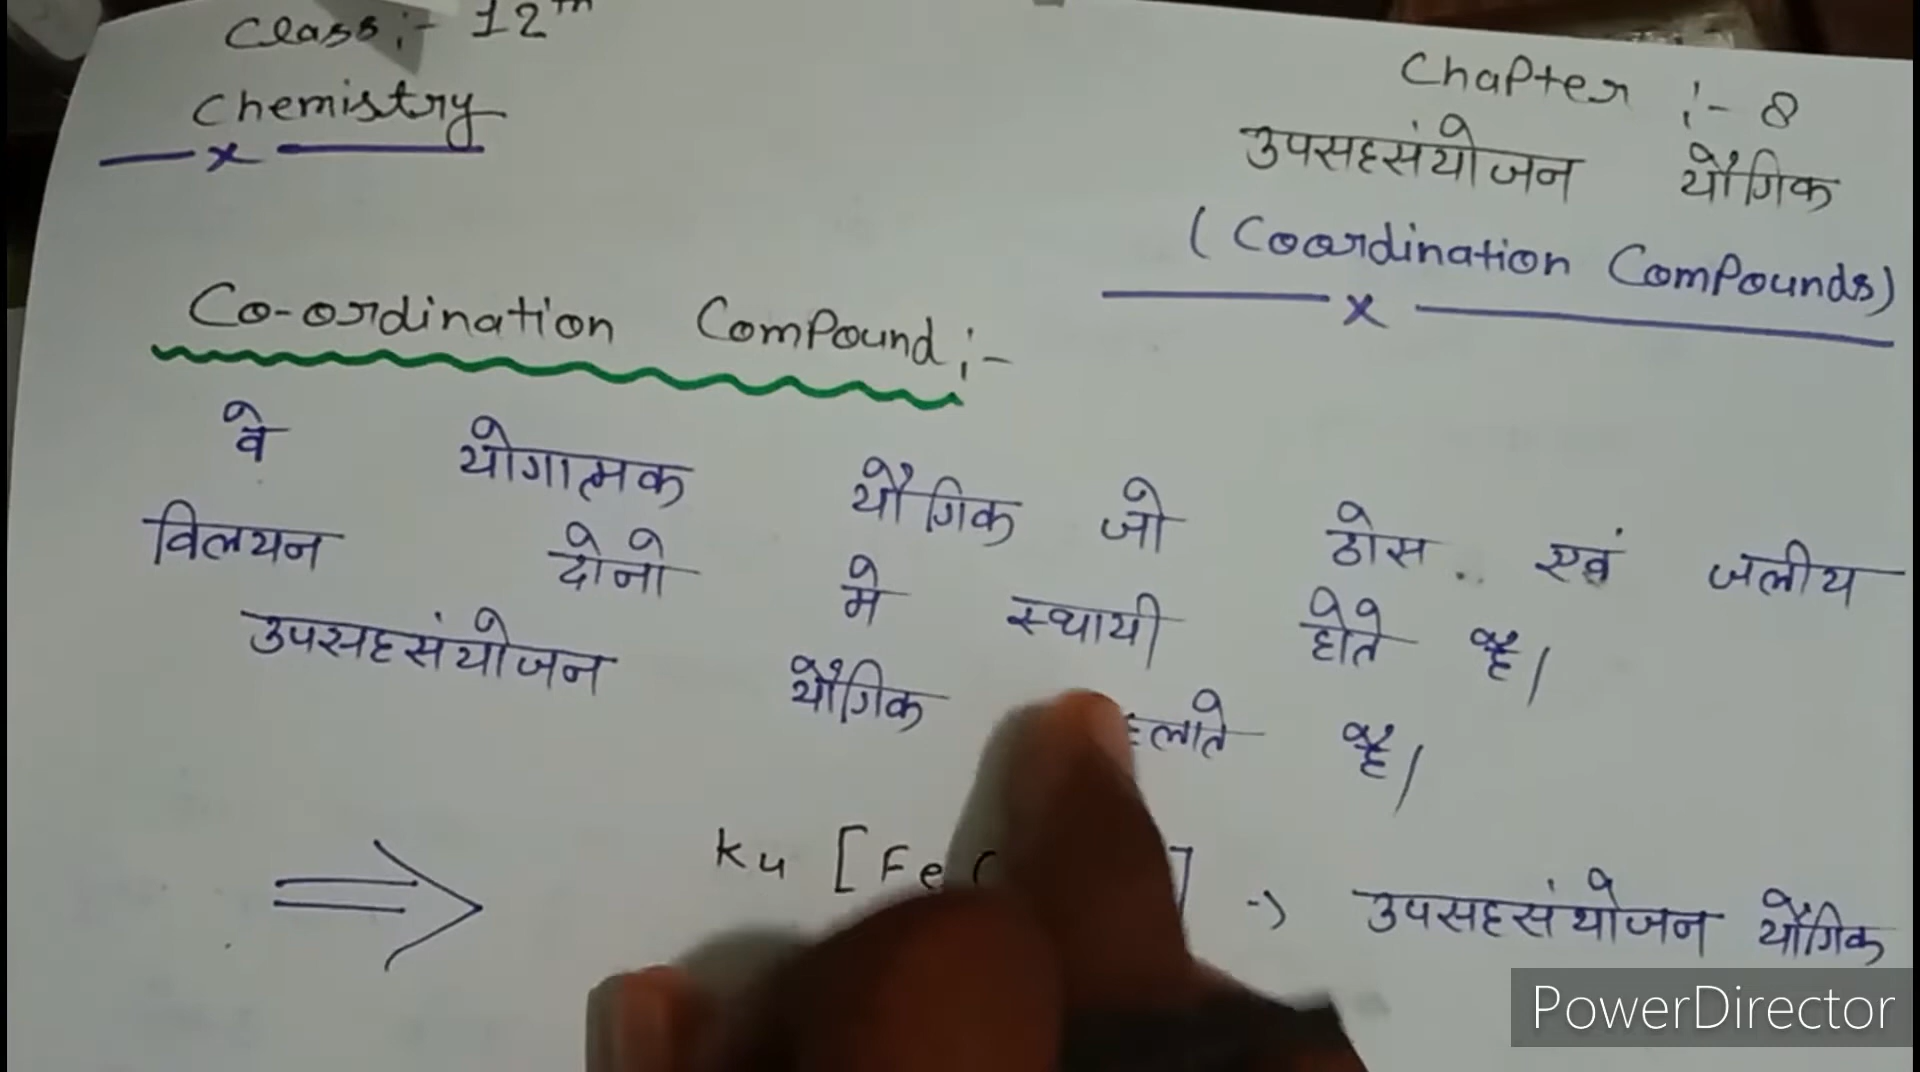 Class :- 12th
Chemistry
Chapter :- 8
उपसहसंयोजन यौगिक
(Coordination Compounds)
Co-ordination Compound :-
वे योगात्मक यौगिक जो ठोस एवं जलीय
विलयन दोनो मे स्थायी होते है।
उपसहसंयोजन यौगिक है।
K4 [Fe ] -> उपसहसंयोजन यौगिक
PowerDirector